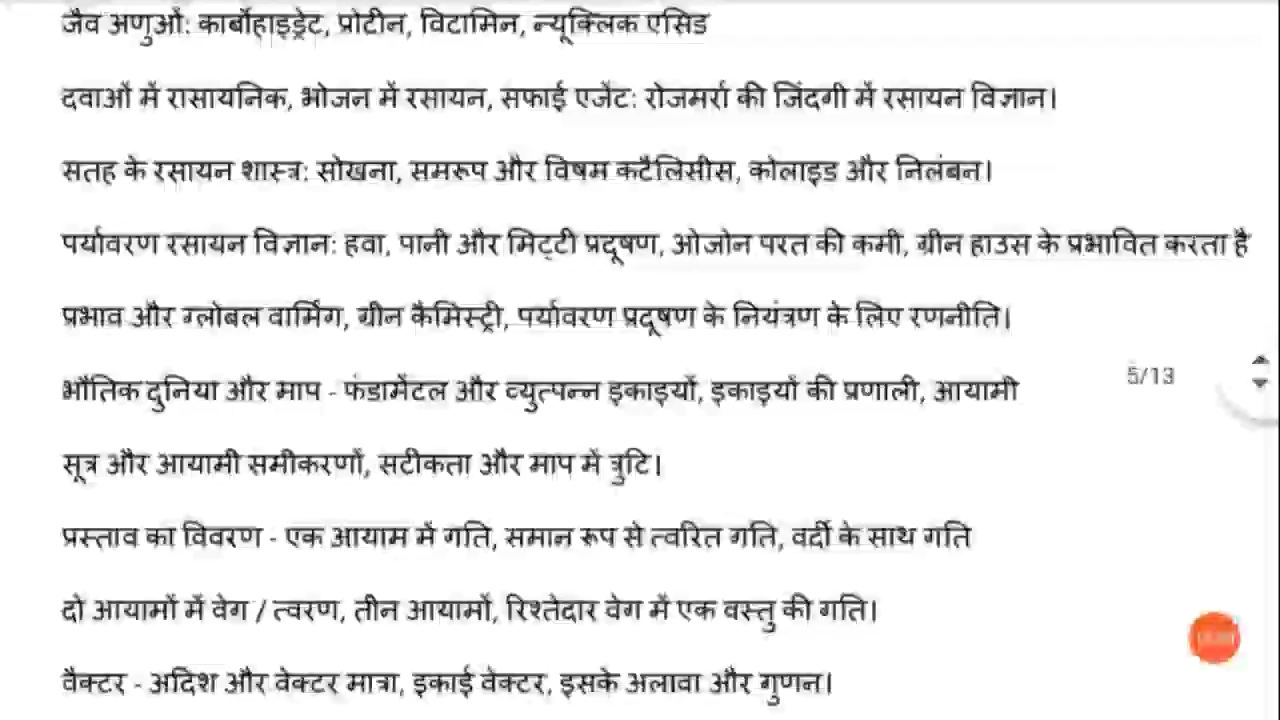 जैव अणुओं: कार्बोहाइड्रेट, प्रोटीन, विटामिन, न्यूक्लिक एसिड
दवाओं में रासायनिक, भोजन में रसायन, सफाई एजेंट: रोजमर्रा की जिंदगी में रसायन विज्ञान।
सतह के रसायन शास्त्र: सोखना, समरूप और विषम कटैलिसीस, कोलाइड और निलंबन।
पर्यावरण रसायन विज्ञान: हवा, पानी और मिट्टी प्रदूषण, ओजोन परत की कमी, ग्रीन हाउस के प्रभावित करता है
प्रभाव और ग्लोबल वार्मिंग, ग्रीन कैमिस्ट्री, पर्यावरण प्रदूषण के नियंत्रण के लिए रणनीति।
भौतिक दुनिया और माप - फंडामेंटल और व्युत्पन्न इकाइयों, इकाइयों की प्रणाली, आयामी
5/13
सूत्र और आयामी समीकरणों, सटीकता और माप में त्रुटि।
प्रस्ताव का विवरण - एक आयाम में गति, समान रूप से त्वरित गति, वर्दी के साथ गति
दो आयामों में वेग / त्वरण, तीन आयामों, रिश्तेदार वेग में एक वस्तु की गति।
वैक्टर - अदिश और वेक्टर मात्रा, इकाई वेक्टर, इसके अलावा और गुणन।